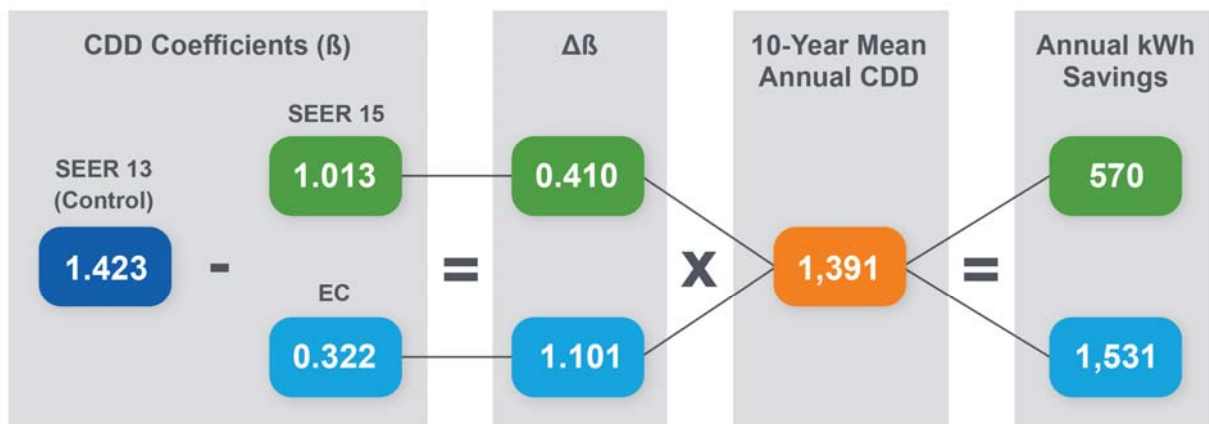 CDD Coefficients (ß)
SEER 13
(Control)
1.423
-
SEER 15
1.013
EC
0.322
=
Δß
0.410
1.101
x
10-Year Mean
Annual CDD
1,391
=
Annual kWh
Savings
570
1,531